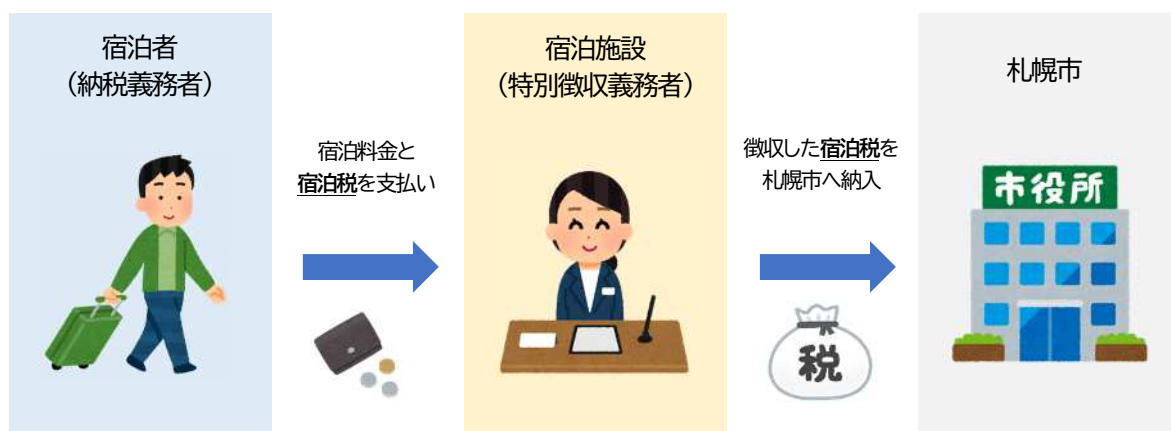 宿泊者
（納税義務者）
宿泊料金と
宿泊税を支払い
宿泊施設
（特別徴収義務者）
徴収した宿泊税を
札幌市へ納入
税
札幌市
市役所